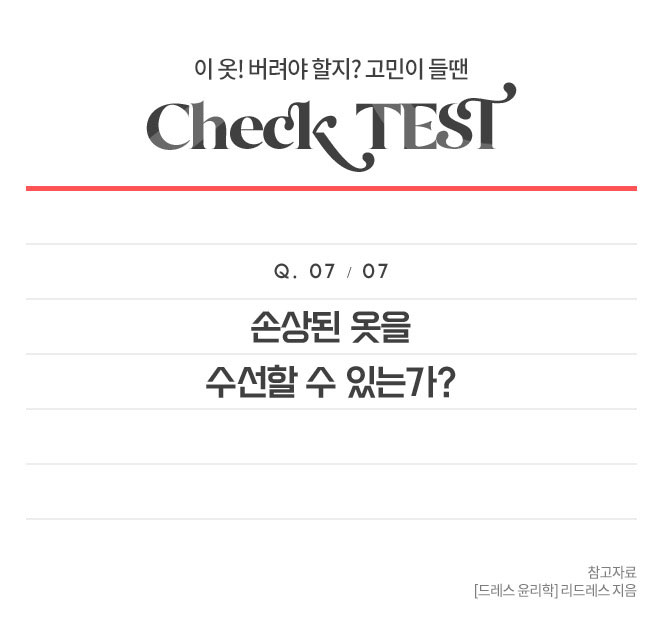 이 옷! 버려야 할지? 고민이 들땐
Check TEST
Q. 07 / 07
손상된 옷을
수선할 수 있는가?
참고자료
[드레스 윤리학] 리드레스 지음